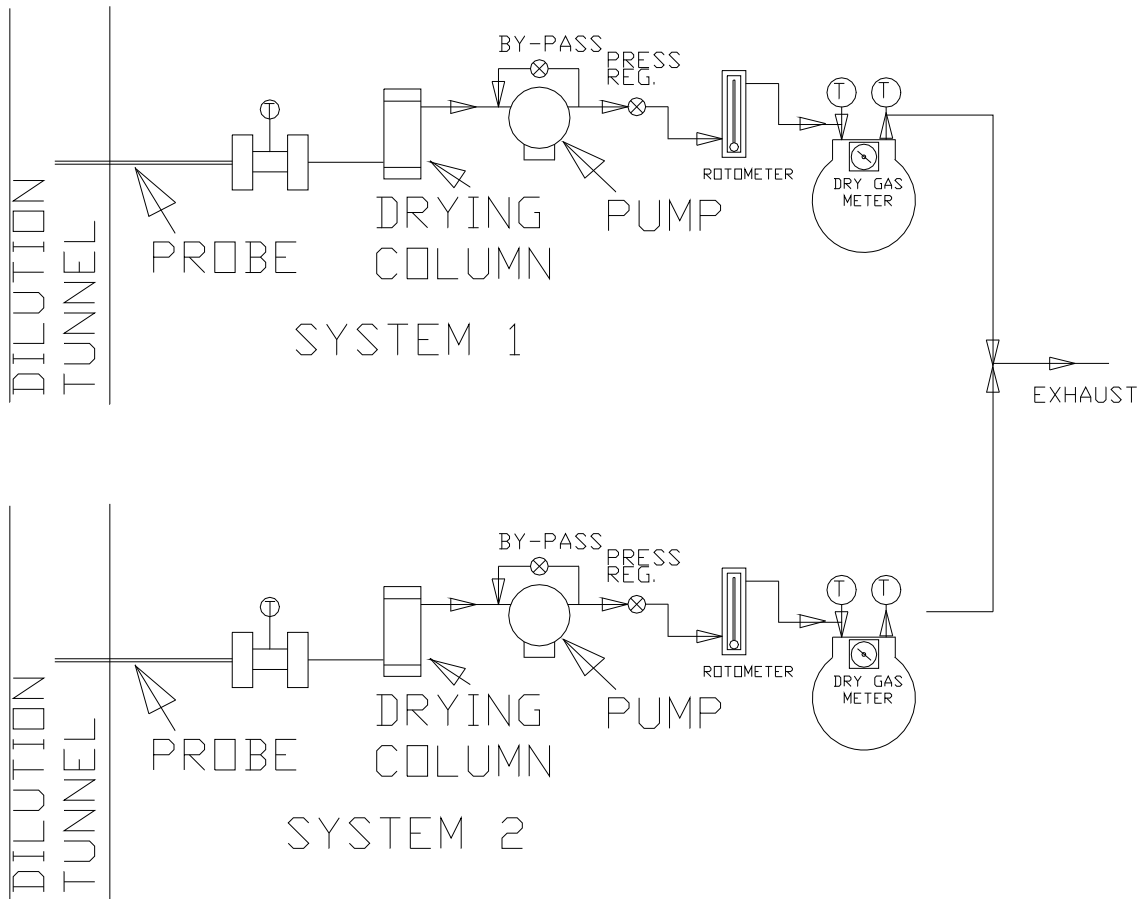 DILUTION
TUNNEL
T
PROBE
DRYING
COLUMN
BY-PASS
PUMP
PRESS
REG.
ROTOMETER
T T
DRY GAS
METER
SYSTEM 1
EXHAUST
DILUTION
TUNNEL
T
PROBE
DRYING
COLUMN
BY-PASS
PUMP
PRESS
REG.
ROTOMETER
T T
DRY GAS
METER
SYSTEM 2